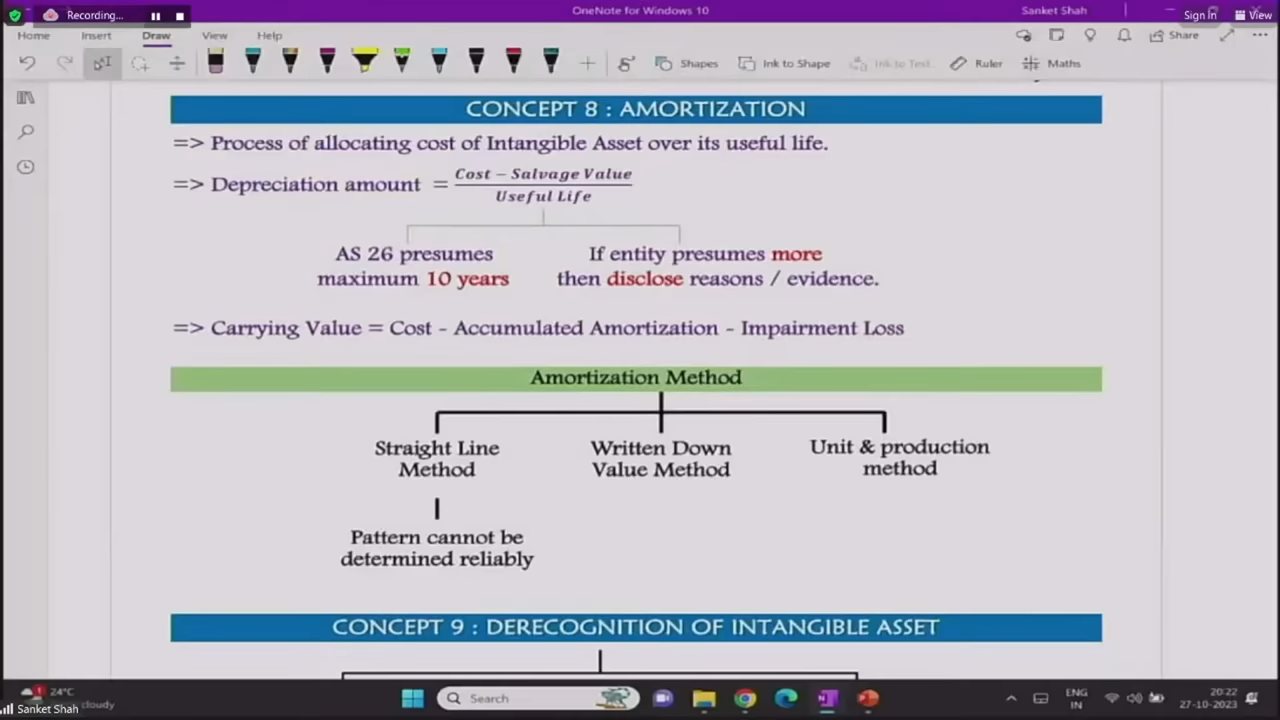 Recording...
OneNote for Windows 10
Sanket Shah
Sign in
View
Home Insert Draw View Help
Share
Shapes
Ink to Shape
Ink to Text
Ruler
Maths
CONCEPT 8 : AMORTIZATION
=> Process of allocating cost of Intangible Asset over its useful life.
=> Depreciation amount = Cost − Salvage Value
Useful Life
AS 26 presumes
maximum 10 years
If entity presumes more
then disclose reasons / evidence.
=> Carrying Value = Cost - Accumulated Amortization - Impairment Loss
Amortization Method
Straight Line
Method
Written Down
Value Method
Unit & production
method
Pattern cannot be
determined reliably
CONCEPT 9 : DERECOGNITION OF INTANGIBLE ASSET
1
24°C
cloudy
Sanket Shah
Search
ENG
IN
20:22
27-10-2023